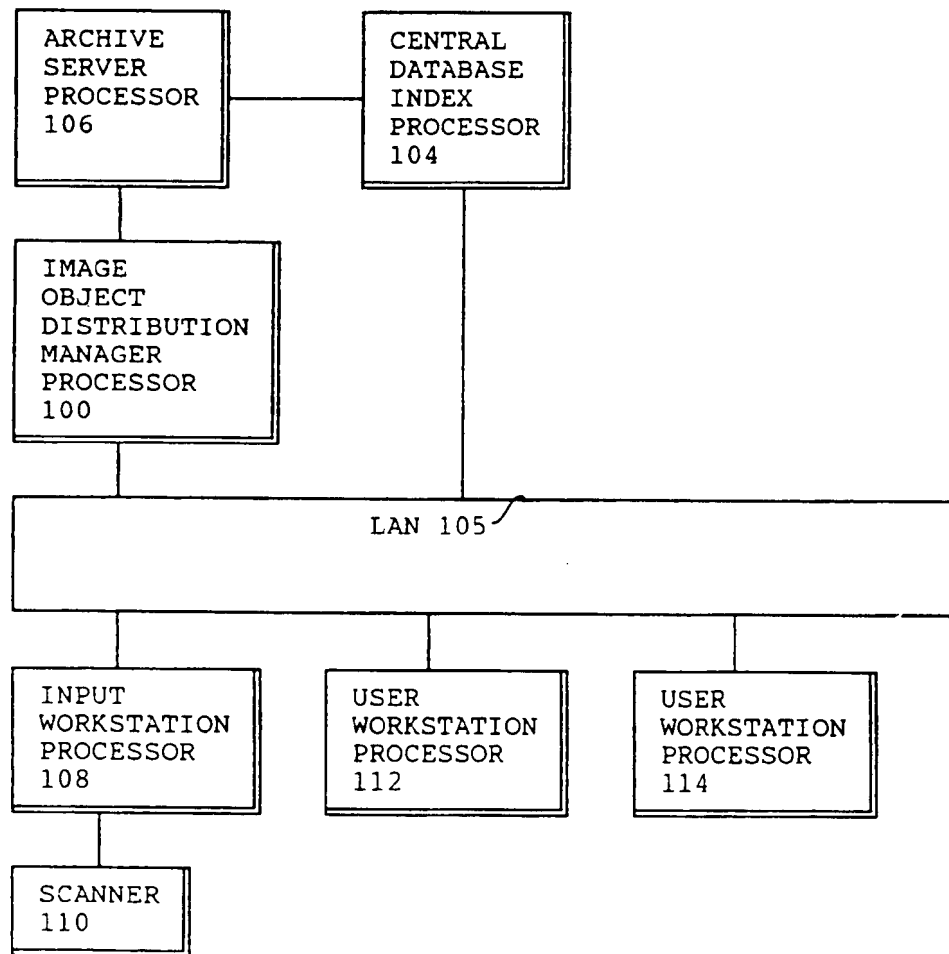 ARCHIVE
SERVER
PROCESSOR
106
CENTRAL
DATABASE
INDEX
PROCESSOR
104
IMAGE
OBJECT
DISTRIBUTION
MANAGER
PROCESSOR
100
LAN 105
INPUT
WORKSTATION
PROCESSOR
108
USER
WORKSTATION
PROCESSOR
112
USER
WORKSTATION
PROCESSOR
114
SCANNER
110